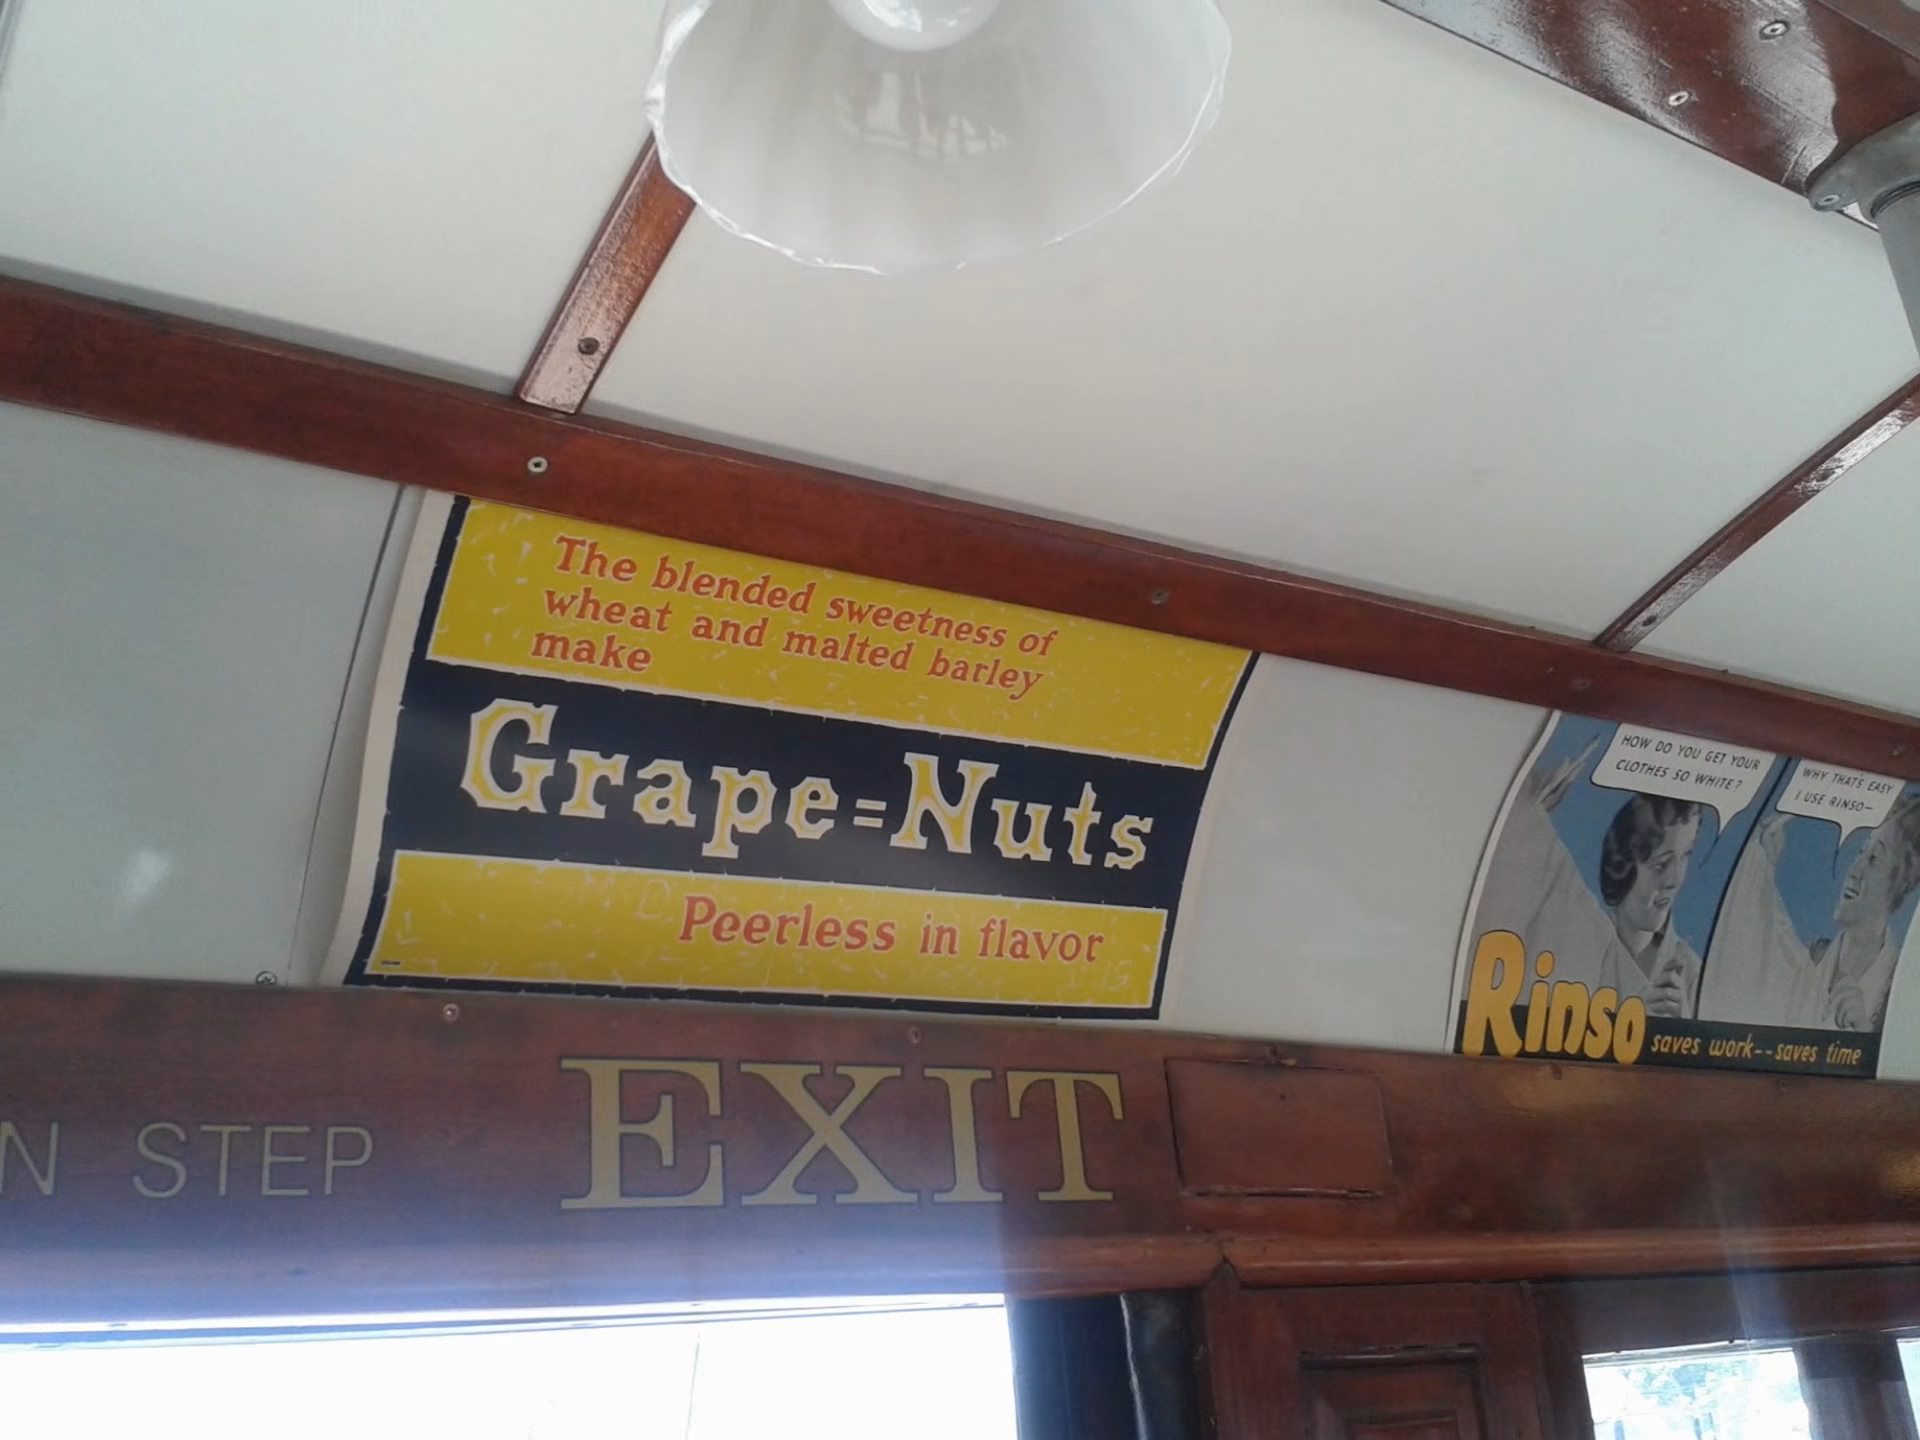 The blended sweetness of
wheat and malted barley
make
Grape=Nuts
Peerless in flavor
HOW DO YOU GET YOUR
CLOTHES SO WHITE?
WHY THAT'S EASY
I USE RINSO—
Rinso saves work--saves time
STEP
EXIT